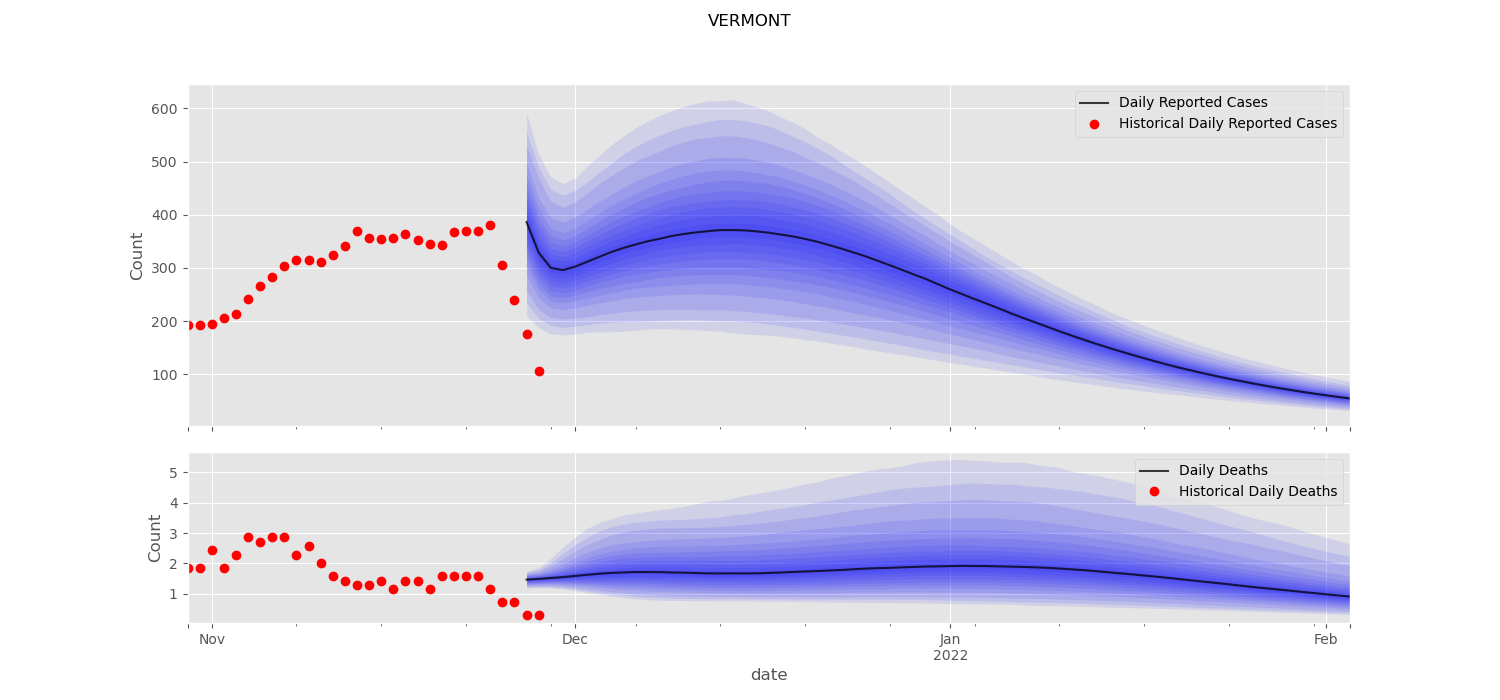 VERMONT
600
500
400
300
200
100
Count
Daily Reported Cases
Historical Daily Reported Cases
5
4
3
2
1
Count
Daily Deaths
Historical Daily Deaths
Nov
Dec
Jan
2022
Feb
date